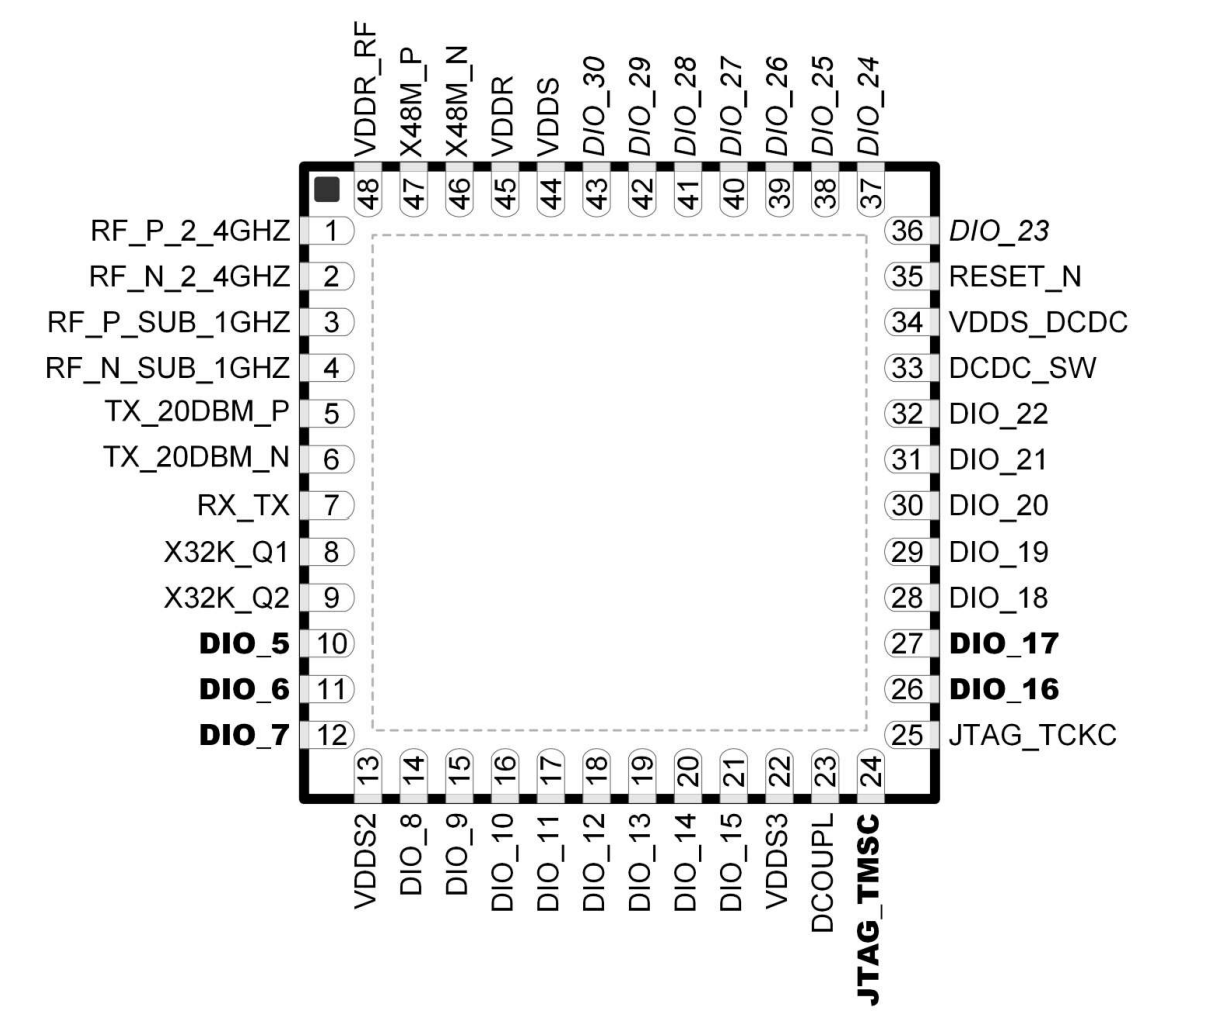 VDDR_RF
X48M_P
X48M_N
VDDR
VDDS
DIO_30
DIO_29
DIO_28
DIO_27
DIO_26
DIO_25
DIO_24
48
47
46
45
44
43
42
41
40
39
38
37
RF_P_2_4GHZ 1
36 DIO_23
RF_N_2_4GHZ 2
35 RESET_N
RF_P_SUB_1GHZ 3
34 VDDS_DCDC
RF_N_SUB_1GHZ 4
33 DCDC_SW
TX_20DBM_P 5
32 DIO_22
TX_20DBM_N 6
31 DIO_21
RX_TX 7
30 DIO_20
X32K_Q1 8
29 DIO_19
X32K_Q2 9
28 DIO_18
DIO_5 10
27 DIO_17
DIO_6 11
26 DIO_16
DIO_7 12
25 JTAG_TCKC
13
14
15
16
17
18
19
20
21
22
23
24
VDDS2
DIO_8
DIO_9
DIO_10
DIO_11
DIO_12
DIO_13
DIO_14
DIO_15
VDDS3
DCOUPL
JTAG_TMSC